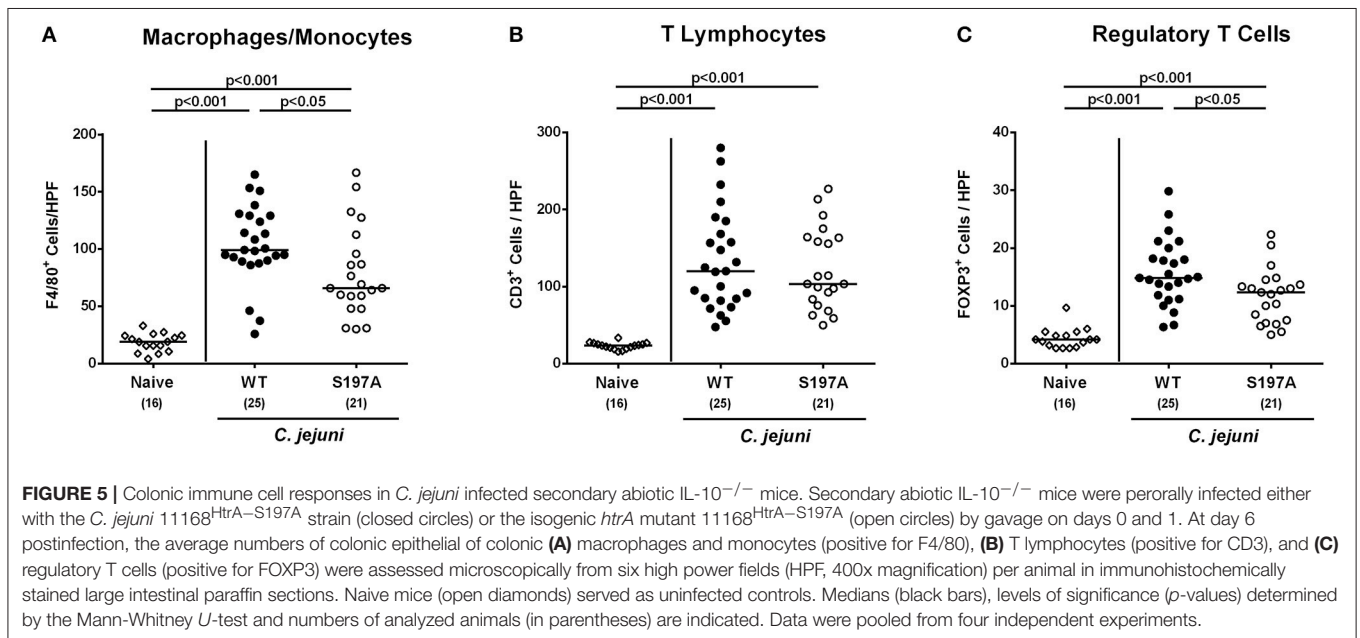 A Macrophages/Monocytes
p<0.001
p<0.001 p<0.05
F4/80+ Cells/HPF
200
150
100
50
0
Naive WT S197A
(16) (25) (21)
C. jejuni
B T Lymphocytes
p<0.001
p<0.001
CD3+ Cells / HPF
300
200
100
0
Naive WT S197A
(16) (25) (21)
C. jejuni
C Regulatory T Cells
p<0.001
p<0.001 p<0.05
FOXP3+ Cells / HPF
40
30
20
10
0
Naive WT S197A
(16) (25) (21)
C. jejuni
FIGURE 5 | Colonic immune cell responses in C. jejuni infected secondary abiotic IL-10−/− mice. Secondary abiotic IL-10−/− mice were perorally infected either
with the C. jejuni 11168HtrA−S197A strain (closed circles) or the isogenic htrA mutant 11168HtrA−S197A (open circles) by gavage on days 0 and 1. At day 6
postinfection, the average numbers of colonic epithelial of colonic (A) macrophages and monocytes (positive for F4/80), (B) T lymphocytes (positive for CD3), and (C)
regulatory T cells (positive for FOXP3) were assessed microscopically from six high power fields (HPF, 400x magnification) per animal in immunohistochemically
stained large intestinal paraffin sections. Naive mice (open diamonds) served as uninfected controls. Medians (black bars), levels of significance (p-values) determined
by the Mann-Whitney U-test and numbers of analyzed animals (in parentheses) are indicated. Data were pooled from four independent experiments.